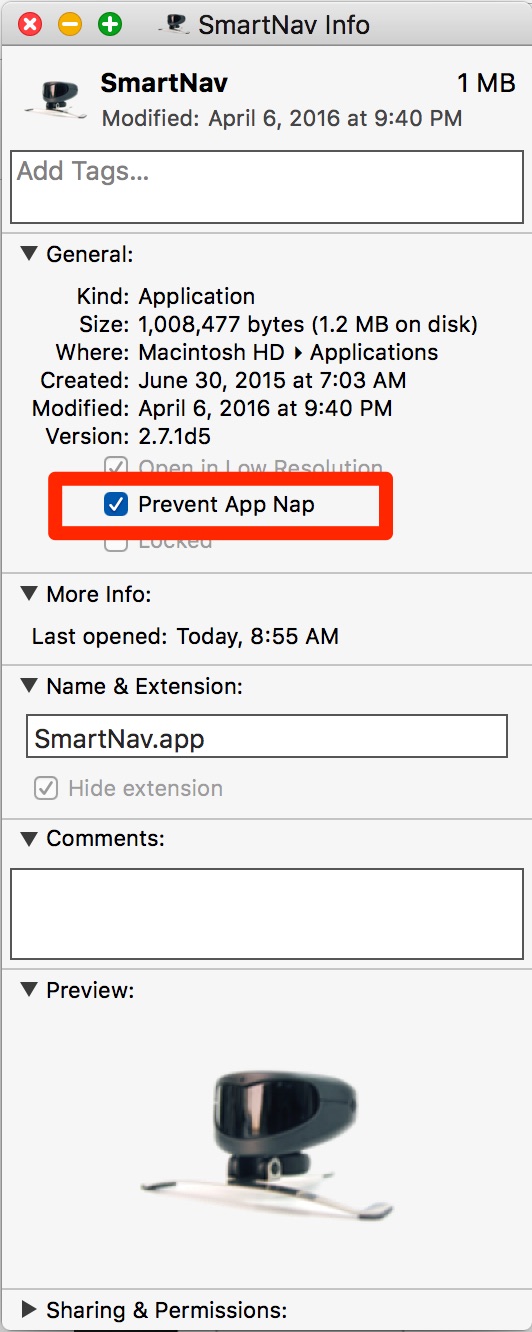 SmartNav Info
SmartNav 1 MB
Modified: April 6, 2016 at 9:40 PM
Add Tags...
General:
Kind: Application
Size: 1,008,477 bytes (1.2 MB on disk)
Where: Macintosh HD ▸ Applications
Created: June 30, 2015 at 7:03 AM
Modified: April 6, 2016 at 9:40 PM
Version: 2.7.1d5
Open in Low Resolution
Prevent App Nap
Locked
More Info:
Last opened: Today, 8:55 AM
Name & Extension:
SmartNav.app
Hide extension
Comments:
Preview:
Sharing & Permissions: